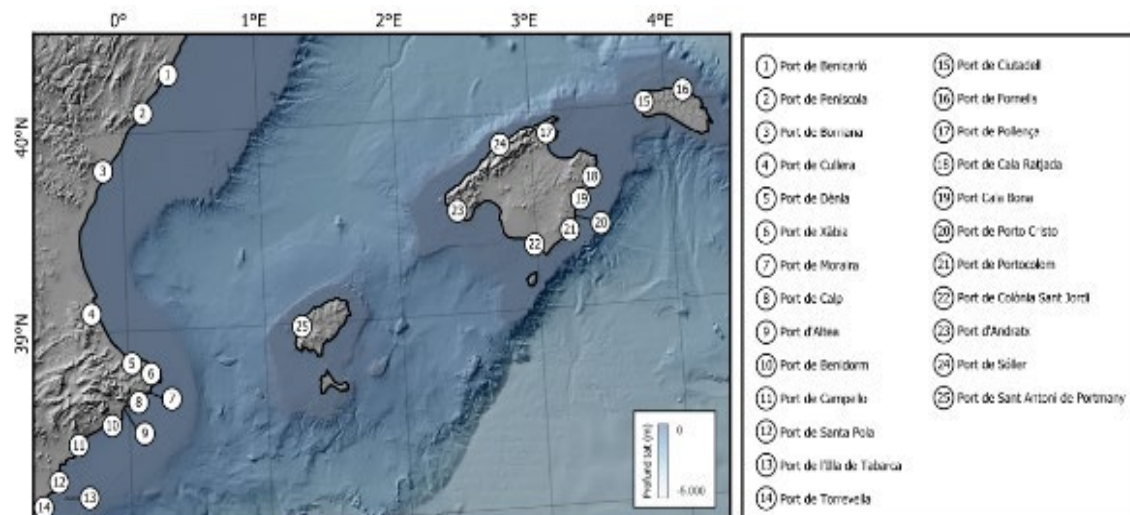 0° 1°E 2°E 3°E 4°E
40°N
39°N
Profunditat (m)
0
-5.000
1 Port de Benicarló
2 Port de Peníscola
3 Port de Borriana
4 Port de Cullera
5 Port de Dénia
6 Port de Xàbia
7 Port de Moraira
8 Port de Calp
9 Port d'Altea
10 Port de Benidorm
11 Port de Campello
12 Port de Santa Pola
13 Port de l'Illa de Tabarca
14 Port de Torrevella
15 Port de Ciutadell
16 Port de Fornells
17 Port de Pollença
18 Port de Cala Ratjada
19 Port Cala Bona
20 Port de Porto Cristo
21 Port de Portocolom
22 Port de Colònia Sant Jordi
23 Port d'Andratx
24 Port de Sóller
25 Port de Sant Antoni de Portmany